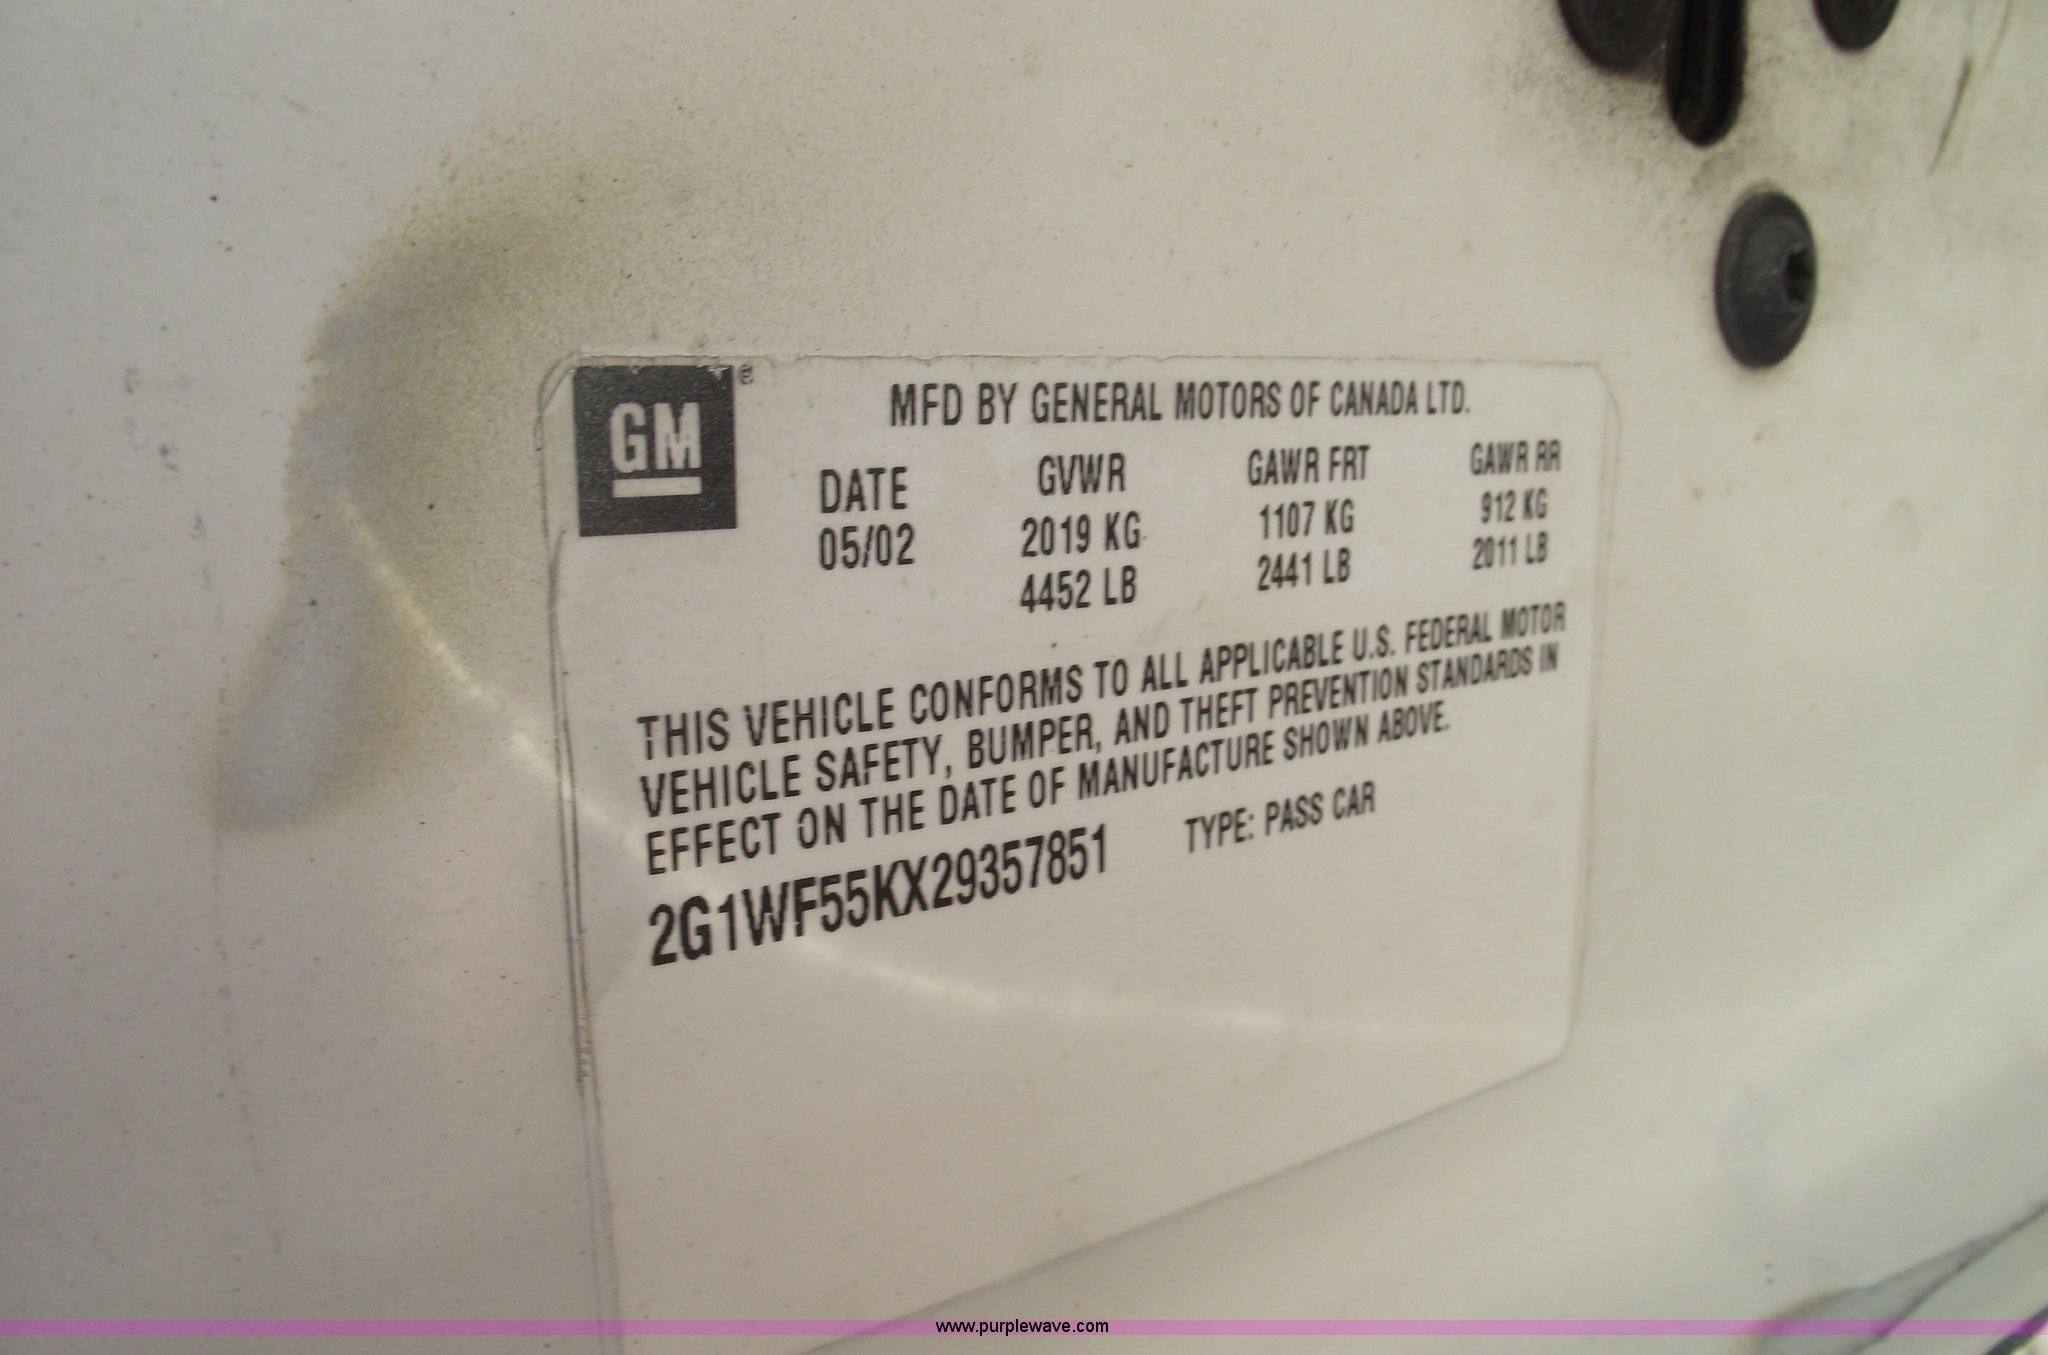 GM
MFD BY GENERAL MOTORS OF CANADA LTD.
DATE GVWR GAWR FRT GAWR RR
05/02 2019 KG 1107 KG 912 KG
4452 LB 2441 LB 2011 LB
THIS VEHICLE CONFORMS TO ALL APPLICABLE U.S. FEDERAL MOTOR
VEHICLE SAFETY, BUMPER, AND THEFT PREVENTION STANDARDS IN
EFFECT ON THE DATE OF MANUFACTURE SHOWN ABOVE.
2G1WF55KX29357851 TYPE: PASS CAR
www.purplewave.com